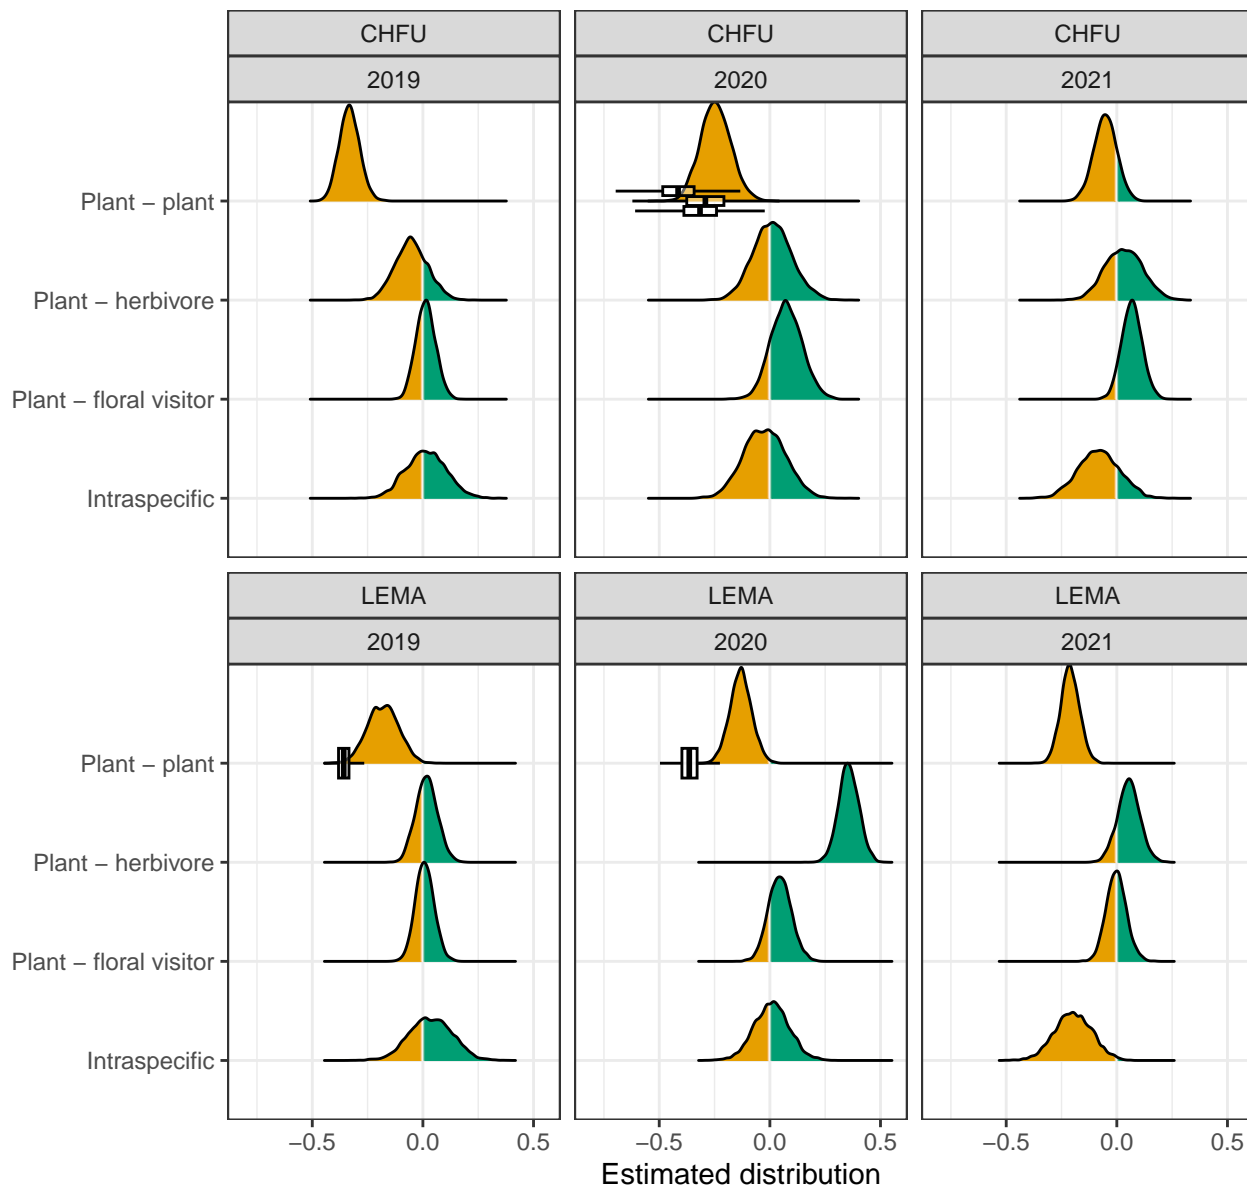 CHFU
CHFU
CHFU
2019
2020
2021
Plant − plant
Plant − herbivore
Plant − floral visitor
Intraspecific
LEMA
LEMA
LEMA
2019
2020
2021
Plant − plant
Plant − herbivore
Plant − floral visitor
Intraspecific
−0.5 0.0 0.5
−0.5 0.0 0.5
−0.5 0.0 0.5
Estimated distribution